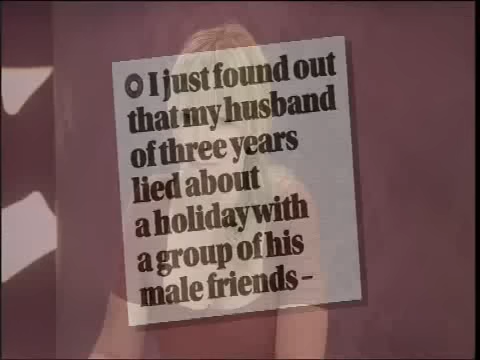 O I just found out
that my husband
of three years
lied about
a holiday with
a group of his
male friends –